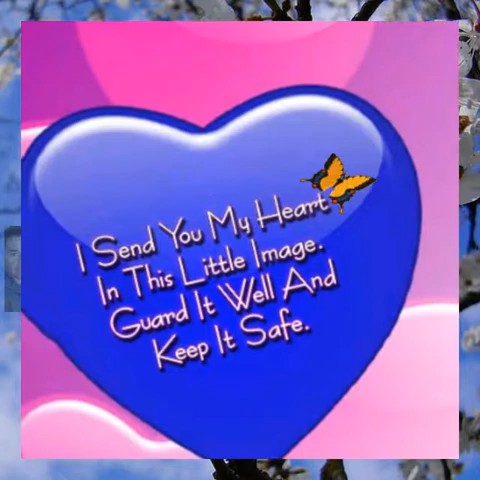 I Send You My Heart
In This Little Image.
Guard It Well And
Keep It Safe.